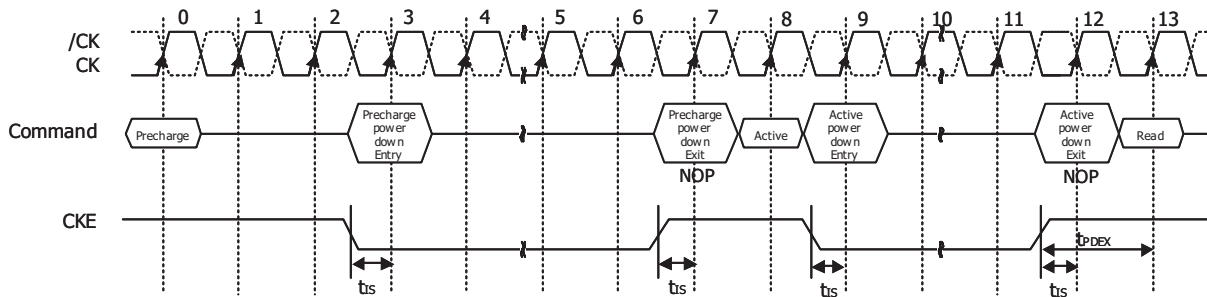 0 1 2 3 4 5 6 7 8 9 10 11 12 13
/CK
CK
Command
Precharge
Precharge
power
down
Entry
Precharge
power
down
Exit
NOP
Active
Active
power
down
Entry
Active
power
down
Exit
NOP
Read
CKE
tPDEX
tIS tIS tIS tIS